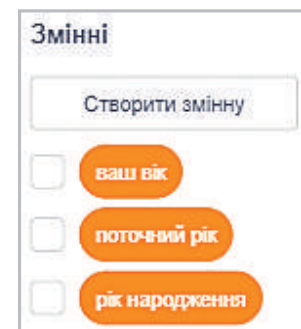 Змінні
Створити змінну
ваш вік
поточний рік
рік народження